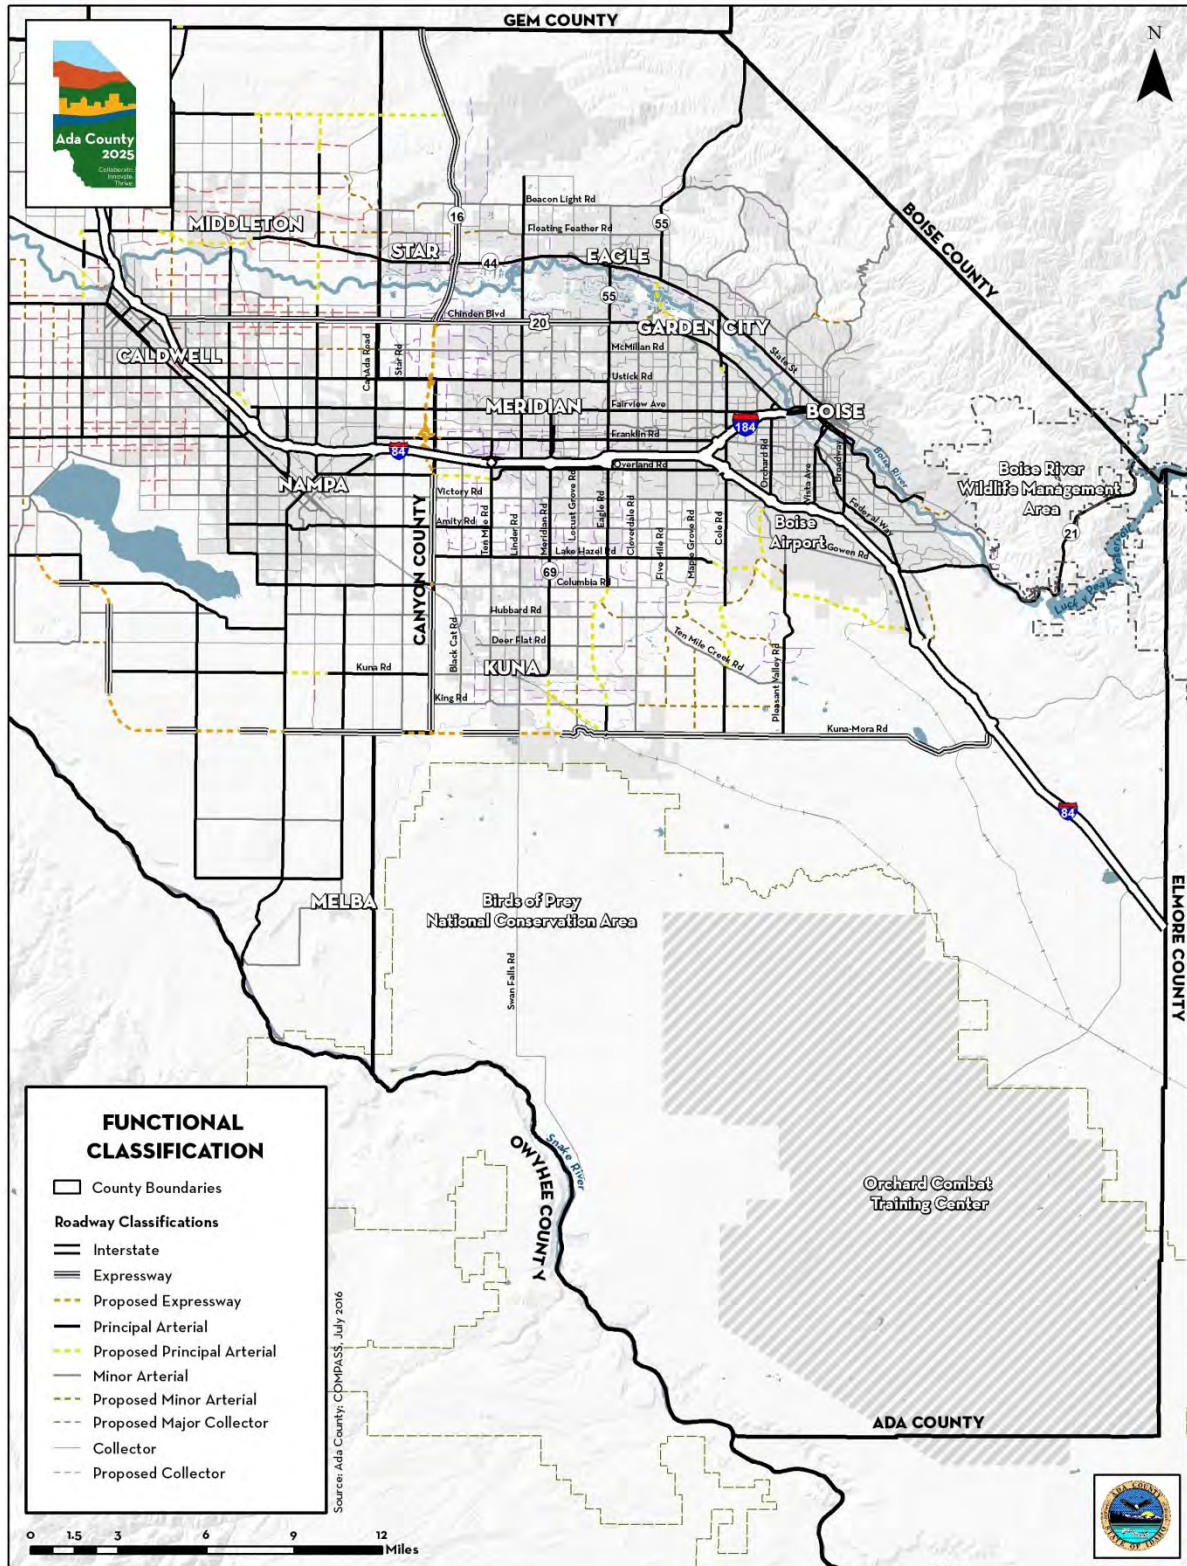 GEM COUNTY
N
Ada County
2025
Collaborate.
Innovate.
Thrive.
BOISE COUNTY
Beacon Light Rd
16
55
MIDDLETON
Floating Feather Rd
STAR
44
EAGLE
55
Chinden Blvd
20
GARDEN CITY
State St
McMillan Rd
CALDWELL
CanAda Road
Star Rd
Ustick Rd
MERIDIAN
Fairview Ave
BOISE
184
Franklin Rd
84
Overland Rd
Orchard Rd
Vista Ave
Broadway
Boise River
Boise River
Wildlife Management
Area
NAMPA
Victory Rd
Federal Way
Amity Rd
Ten Mile Rd
Linder Rd
Meridian Rd
Locust Grove Rd
Eagle Rd
Cloverdale Rd
Five Mile Rd
Maple Grove Rd
Cole Rd
Boise
Airport
Gowen Rd
21
Lucky Peak Reservoir
Lake Hazel Rd
69
Columbia Rd
CANYON COUNTY
Hubbard Rd
Black Cat Rd
Deer Flat Rd
Ten Mile Creek Rd
Pleasant Valley Rd
Kuna Rd
KUNA
King Rd
Kuna-Mora Rd
84
ELMORE COUNTY
MELBA
Birds of Prey
National Conservation Area
Swan Falls Rd
Snake River
OWYHEE COUNTY
Orchard Combat
Training Center
ADA COUNTY
FUNCTIONAL
CLASSIFICATION
County Boundaries
Roadway Classifications
Interstate
Expressway
Proposed Expressway
Principal Arterial
Proposed Principal Arterial
Minor Arterial
Proposed Minor Arterial
Proposed Major Collector
Collector
Proposed Collector
Source: Ada County; COMPASS, July 2016
0 1.5 3 6 9 12
Miles
ADA COUNTY
STATE OF IDAHO